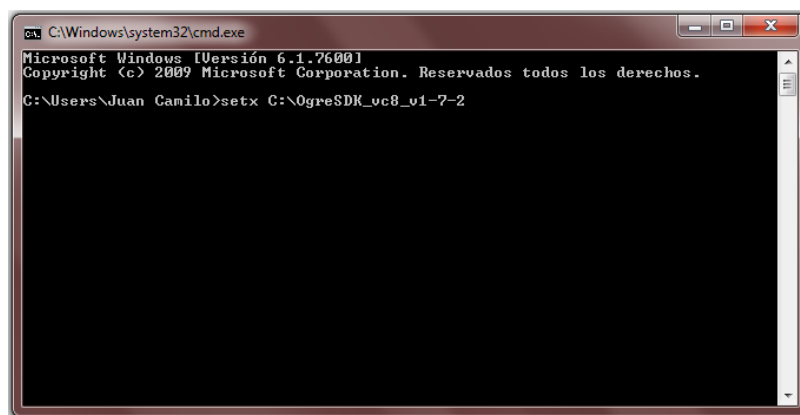 C:\Windows\system32\cmd.exe
Microsoft Windows [Versión 6.1.7600]
Copyright (c) 2009 Microsoft Corporation. Reservados todos los derechos.
C:\Users\Juan Camilo>setx C:\OgreSDK_vc8_v1-7-2